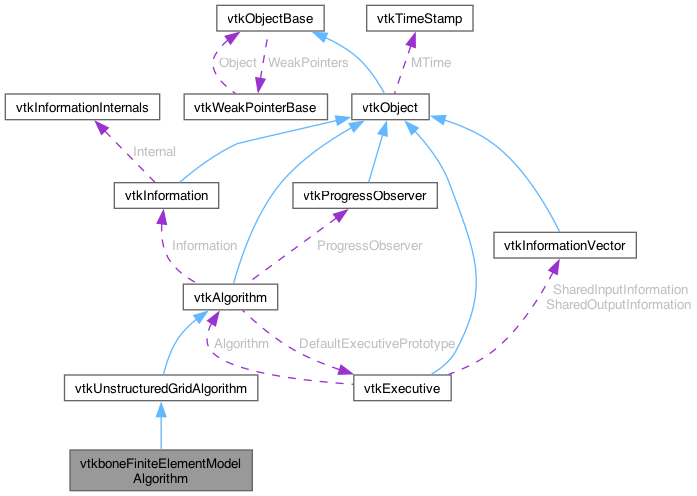 vtkObjectBase
vtkTimeStamp
Object
WeakPointers
MTime
vtkInformationInternals
vtkWeakPointerBase
vtkObject
Internal
vtkInformation
vtkProgressObserver
Information
ProgressObserver
vtkInformationVector
vtkAlgorithm
SharedInputInformation
SharedOutputInformation
Algorithm
DefaultExecutivePrototype
vtkUnstructuredGridAlgorithm
vtkExecutive
vtkboneFiniteElementModel
Algorithm